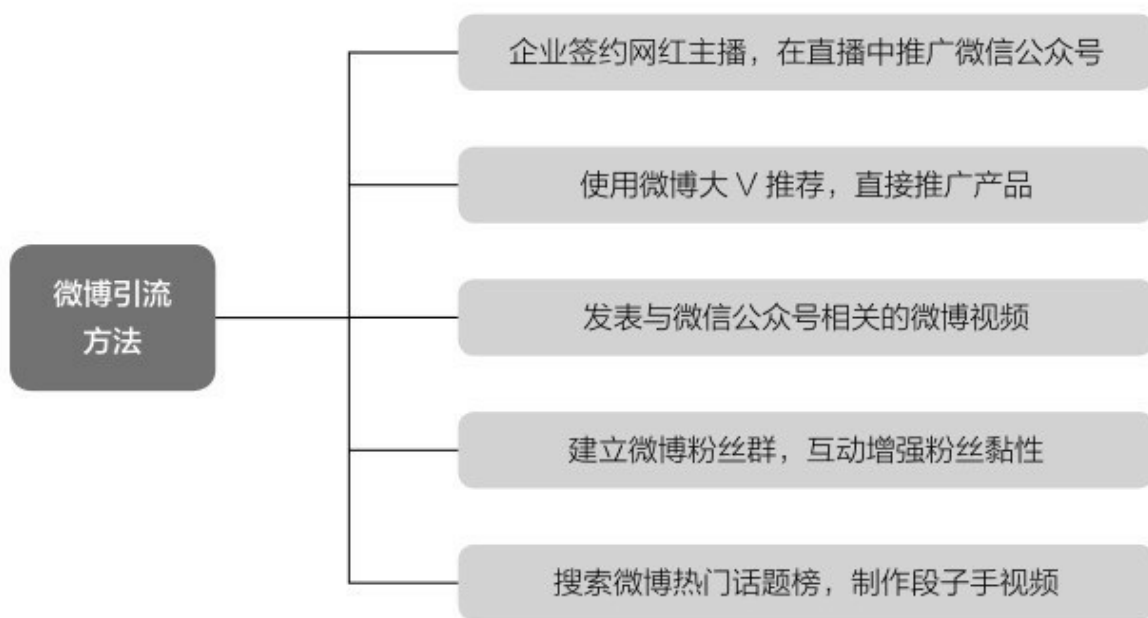 企业签约网红主播，在直播中推广微信公众号
使用微博大 V 推荐，直接推广产品
微博引流
方法
发表与微信公众号相关的微博视频
建立微博粉丝群，互动增强粉丝黏性
搜索微博热门话题榜，制作段子手视频